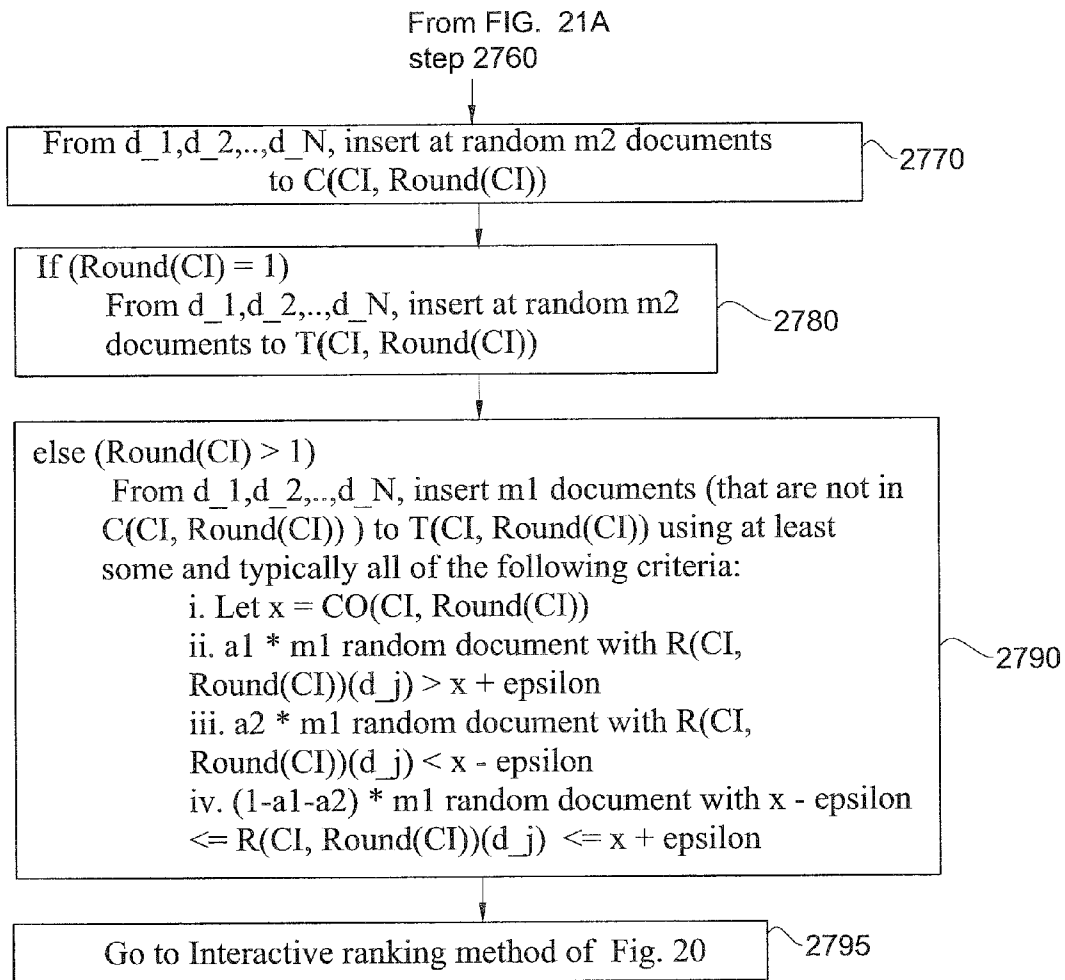 From FIG. 21A
step 2760
From d_1,d_2,..,d_N, insert at random m2 documents
to C(CI, Round(CI))
2770
If (Round(CI) = 1)
From d_1,d_2,..,d_N, insert at random m2
documents to T(CI, Round(CI))
2780
else (Round(CI) > 1)
From d_1,d_2,..,d_N, insert m1 documents (that are not in
C(CI, Round(CI)) ) to T(CI, Round(CI)) using at least
some and typically all of the following criteria:
i. Let x = CO(CI, Round(CI))
ii. a1 * m1 random document with R(CI,
Round(CI))(d_j) > x + epsilon
iii. a2 * m1 random document with R(CI,
Round(CI))(d_j) < x - epsilon
iv. (1-a1-a2) * m1 random document with x - epsilon
<= R(CI, Round(CI))(d_j) <= x + epsilon
2790
Go to Interactive ranking method of Fig. 20
2795